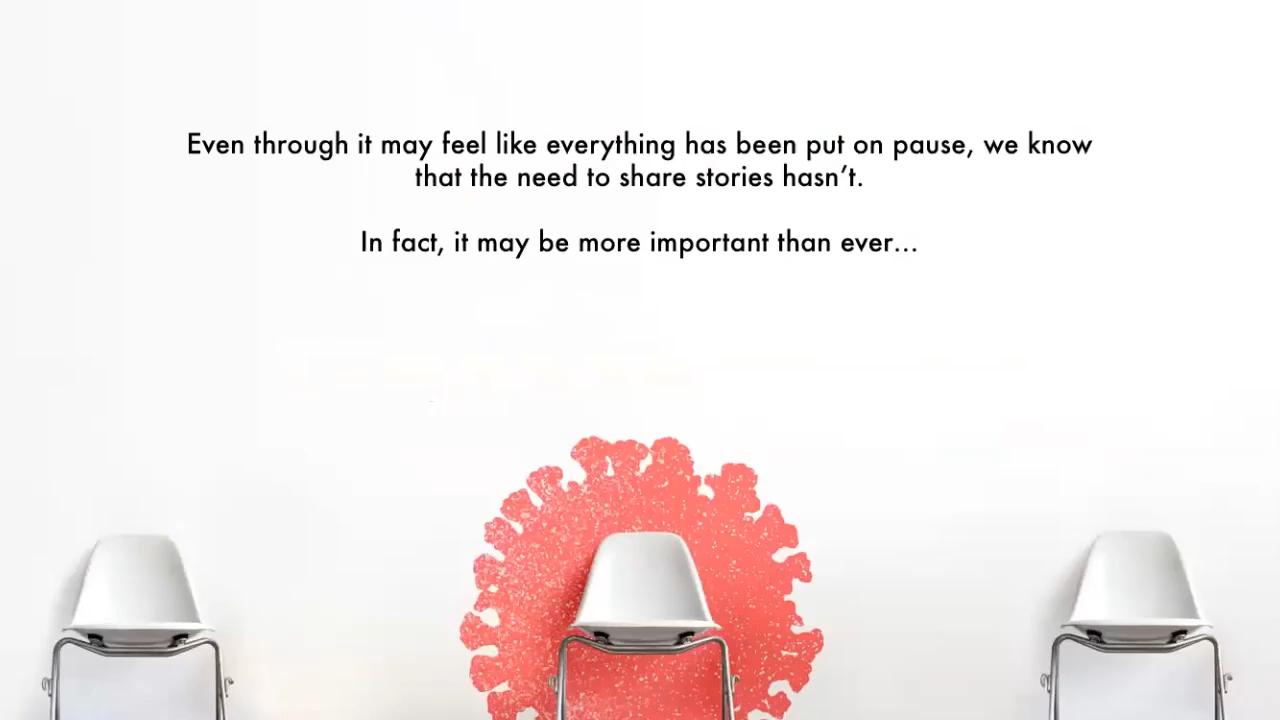 Even through it may feel like everything has been put on pause, we know
that the need to share stories hasn’t.
In fact, it may be more important than ever...